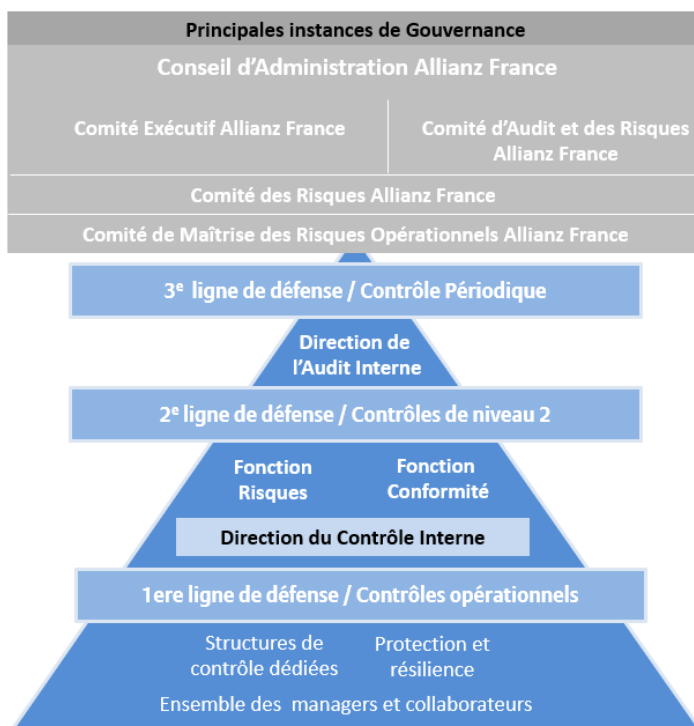 Principales instances de Gouvernance
Conseil d'Administration Allianz France
Comité Exécutif Allianz France
Comité d'Audit et des Risques
Allianz France
Comité des Risques Allianz France
Comité de Maîtrise des Risques Opérationnels Allianz France
3e ligne de défense / Contrôle Périodique
Direction de
l'Audit Interne
2e ligne de défense / Contrôles de niveau 2
Fonction
Risques
Fonction
Conformité
Direction du Contrôle Interne
1ere ligne de défense / Contrôles opérationnels
Structures de
contrôle dédiées
Protection et
résilience
Ensemble des managers et collaborateurs